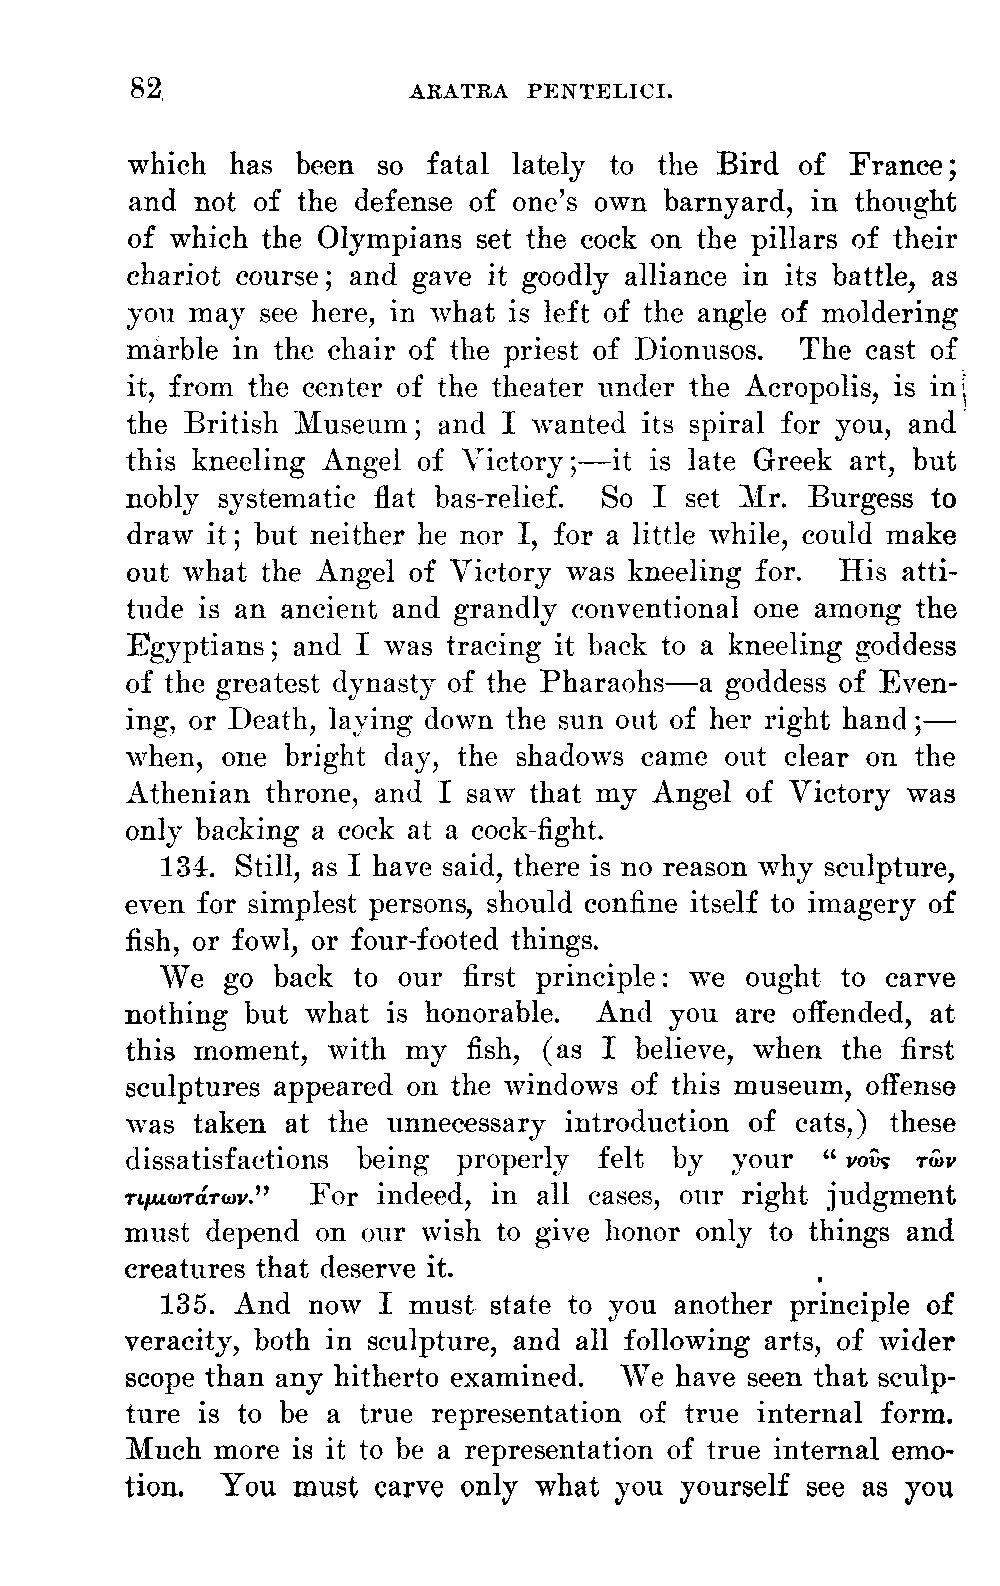 82 ARATRA PENTELICI.
which has been so fatal lately to the Bird of France;
and not of the defense of one's own barnyard, in thought
of which the Olympians set the cock on the pillars of their
chariot course; and gave it goodly alliance in its battle, as
you may see here, in what is left of the angle of moldering
marble in the chair of the priest of Dionusos. The cast of
it, from the center of the theater under the Acropolis, is in
the British Museum; and I wanted its spiral for you, and
this kneeling Angel of Victory;—it is late Greek art, but
nobly systematic flat bas-relief. So I set Mr. Burgess to
draw it; but neither he nor I, for a little while, could make
out what the Angel of Victory was kneeling for. His atti-
tude is an ancient and grandly conventional one among the
Egyptians; and I was tracing it back to a kneeling goddess
of the greatest dynasty of the Pharaohs—a goddess of Even-
ing, or Death, laying down the sun out of her right hand;—
when, one bright day, the shadows came out clear on the
Athenian throne, and I saw that my Angel of Victory was
only backing a cock at a cock-fight.
134. Still, as I have said, there is no reason why sculpture,
even for simplest persons, should confine itself to imagery of
fish, or fowl, or four-footed things.
We go back to our first principle: we ought to carve
nothing but what is honorable. And you are offended, at
this moment, with my fish, (as I believe, when the first
sculptures appeared on the windows of this museum, offense
was taken at the unnecessary introduction of cats,) these
dissatisfactions being properly felt by your “ νοῦς τῶν
τιμιωτάτων.” For indeed, in all cases, our right judgment
must depend on our wish to give honor only to things and
creatures that deserve it.
135. And now I must state to you another principle of
veracity, both in sculpture, and all following arts, of wider
scope than any hitherto examined. We have seen that sculp-
ture is to be a true representation of true internal form.
Much more is it to be a representation of true internal emo-
tion. You must carve only what you yourself see as you